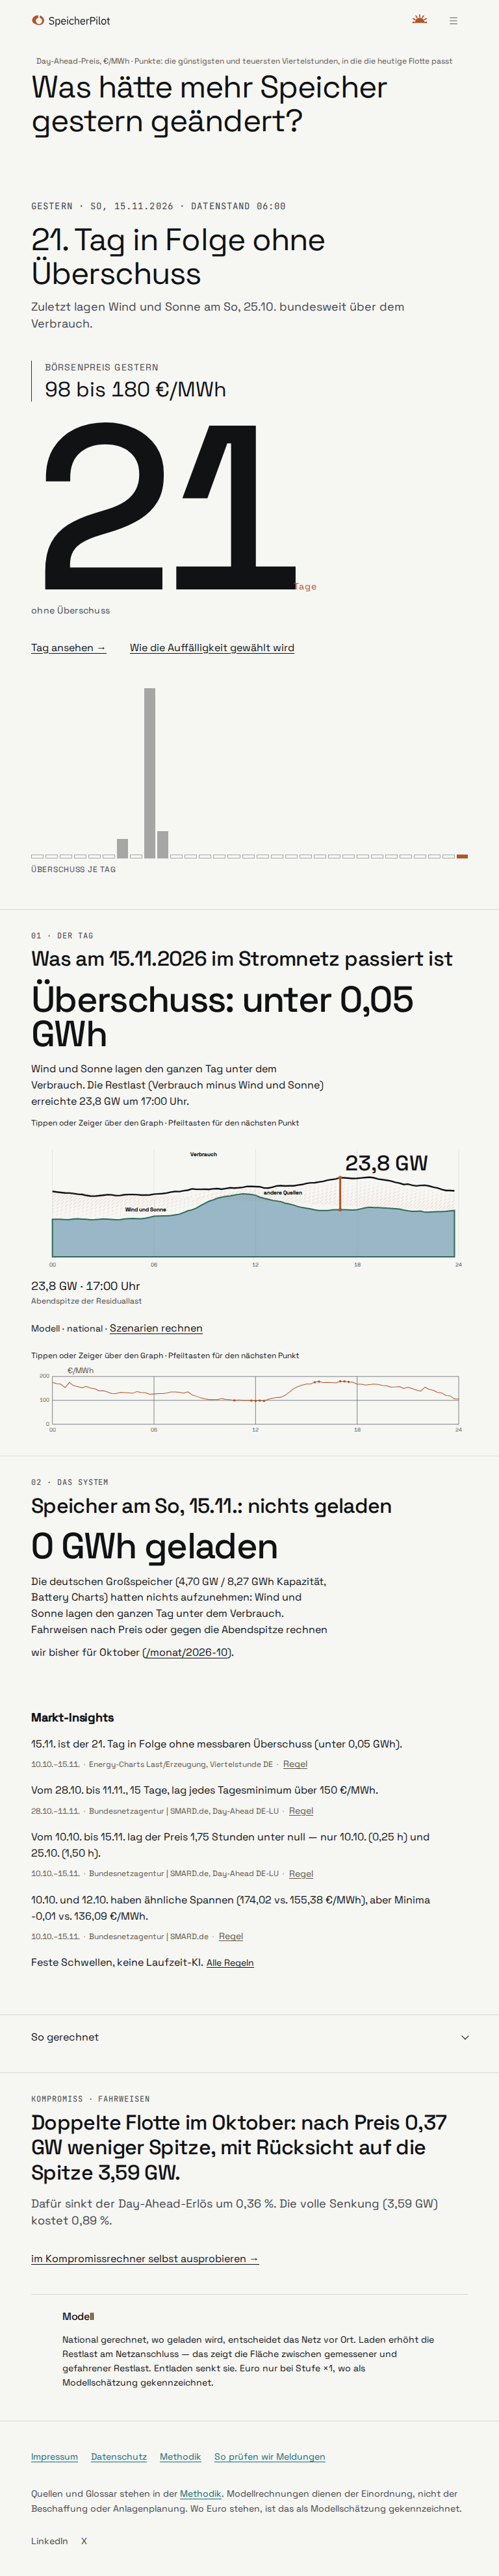 SpeicherPilot
Day-Ahead-Preis, €/MWh · Punkte: die günstigsten und teuersten Viertelstunden, in die die heutige Flotte passt
Was hätte mehr Speicher
gestern geändert?
GESTERN · SO, 15.11.2026 · DATENSTAND 06:00
21. Tag in Folge ohne
Überschuss
Zuletzt lagen Wind und Sonne am So, 25.10. bundesweit über dem
Verbrauch.
BÖRSENPREIS GESTERN
98 bis 180 €/MWh
21
Tage
ohne Überschuss
Tag ansehen →
Wie die Auffälligkeit gewählt wird
ÜBERSCHUSS JE TAG
01 · DER TAG
Was am 15.11.2026 im Stromnetz passiert ist
Überschuss: unter 0,05
GWh
Wind und Sonne lagen den ganzen Tag unter dem
Verbrauch. Die Restlast (Verbrauch minus Wind und Sonne)
erreichte 23,8 GW um 17:00 Uhr.
Tippen oder Zeiger über den Graph · Pfeiltasten für den nächsten Punkt
Verbrauch
23,8 GW
andere Quellen
Wind und Sonne
00 06 12 18 24
23,8 GW · 17:00 Uhr
Abendspitze der Residuallast
Modell · national · Szenarien rechnen
Tippen oder Zeiger über den Graph · Pfeiltasten für den nächsten Punkt
€/MWh
200
100
0
00 06 12 18 24
02 · DAS SYSTEM
Speicher am So, 15.11.: nichts geladen
0 GWh geladen
Die deutschen Großspeicher (4,70 GW / 8,27 GWh Kapazität,
Battery Charts) hatten nichts aufzunehmen: Wind und
Sonne lagen den ganzen Tag unter dem Verbrauch.
Fahrweisen nach Preis oder gegen die Abendspitze rechnen
wir bisher für Oktober (/monat/2026-10).
Markt-Insights
15.11. ist der 21. Tag in Folge ohne messbaren Überschuss (unter 0,05 GWh).
10.10.–15.11. · Energy-Charts Last/Erzeugung, Viertelstunde DE · Regel
Vom 28.10. bis 11.11., 15 Tage, lag jedes Tagesminimum über 150 €/MWh.
28.10.–11.11. · Bundesnetzagentur | SMARD.de, Day-Ahead DE-LU · Regel
Vom 10.10. bis 15.11. lag der Preis 1,75 Stunden unter null — nur 10.10. (0,25 h) und
25.10. (1,50 h).
10.10.–15.11. · Bundesnetzagentur | SMARD.de, Day-Ahead DE-LU · Regel
10.10. und 12.10. haben ähnliche Spannen (174,02 vs. 155,38 €/MWh), aber Minima
-0,01 vs. 136,09 €/MWh.
10.10.–15.11. · Bundesnetzagentur | SMARD.de · Regel
Feste Schwellen, keine Laufzeit-KI. Alle Regeln
So gerechnet
KOMPROMISS · FAHRWEISEN
Doppelte Flotte im Oktober: nach Preis 0,37
GW weniger Spitze, mit Rücksicht auf die
Spitze 3,59 GW.
Dafür sinkt der Day-Ahead-Erlös um 0,36 %. Die volle Senkung (3,59 GW)
kostet 0,89 %.
im Kompromissrechner selbst ausprobieren →
Modell
National gerechnet, wo geladen wird, entscheidet das Netz vor Ort. Laden erhöht die
Restlast am Netzanschluss — das zeigt die Fläche zwischen gemessener und
gefahrener Restlast. Entladen senkt sie. Euro nur bei Stufe ×1, wo als
Modellschätzung gekennzeichnet.
Impressum Datenschutz Methodik So prüfen wir Meldungen
Quellen und Glossar stehen in der Methodik. Modellrechnungen dienen der Einordnung, nicht der
Beschaffung oder Anlagenplanung. Wo Euro stehen, ist das als Modellschätzung gekennzeichnet.
LinkedIn X